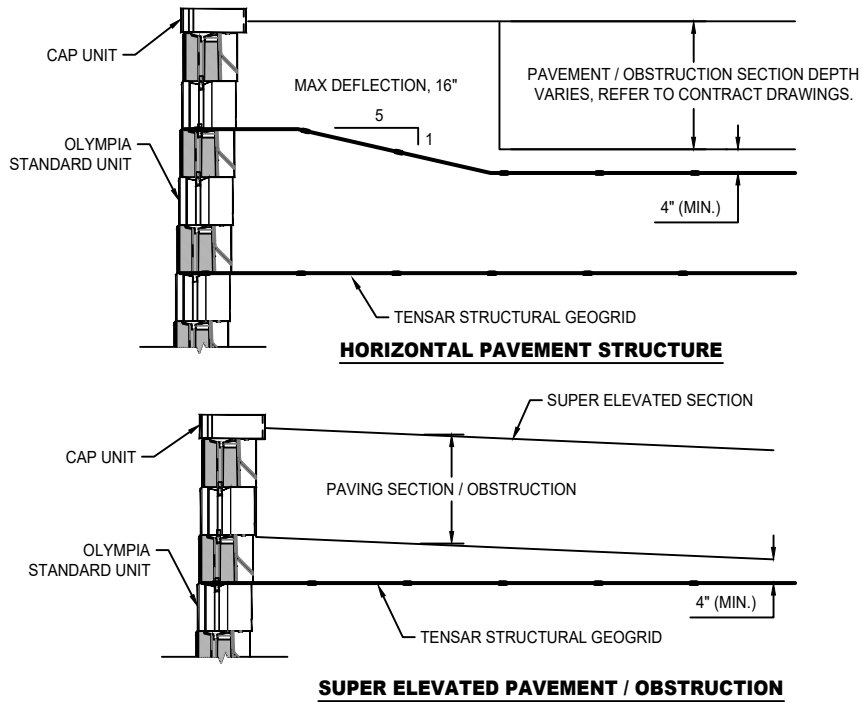 CAP UNIT
MAX DEFLECTION, 16"
PAVEMENT / OBSTRUCTION SECTION DEPTH
VARIES, REFER TO CONTRACT DRAWINGS.
5
1
OLYMPIA
STANDARD UNIT
4" (MIN.)
TENSAR STRUCTURAL GEOGRID
HORIZONTAL PAVEMENT STRUCTURE
SUPER ELEVATED SECTION
CAP UNIT
PAVING SECTION / OBSTRUCTION
OLYMPIA
STANDARD UNIT
4" (MIN.)
TENSAR STRUCTURAL GEOGRID
SUPER ELEVATED PAVEMENT / OBSTRUCTION